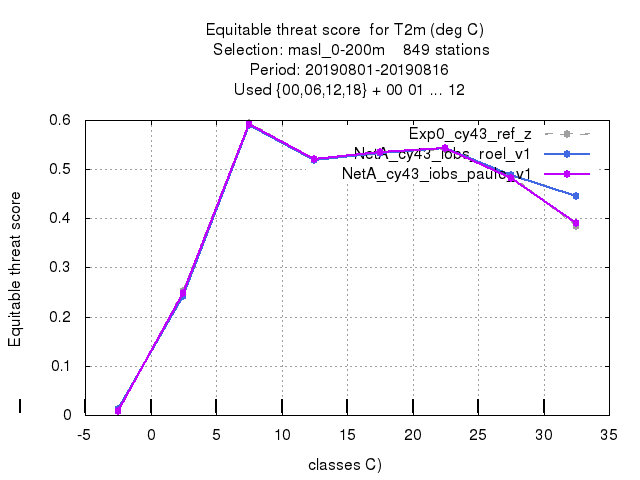 Equitable threat score for T2m (deg C)
Selection: masl_0-200m 849 stations
Period: 20190801-20190816
Used {00,06,12,18} + 00 01 ... 12
Exp0_cy43_ref_z
NetA_cy43_iobs_roel_v1
NetA_cy43_iobs_paulo_v1
Equitable threat score
0.6
0.5
0.4
0.3
0.2
0.1
0
-5 0 5 10 15 20 25 30 35
classes C)